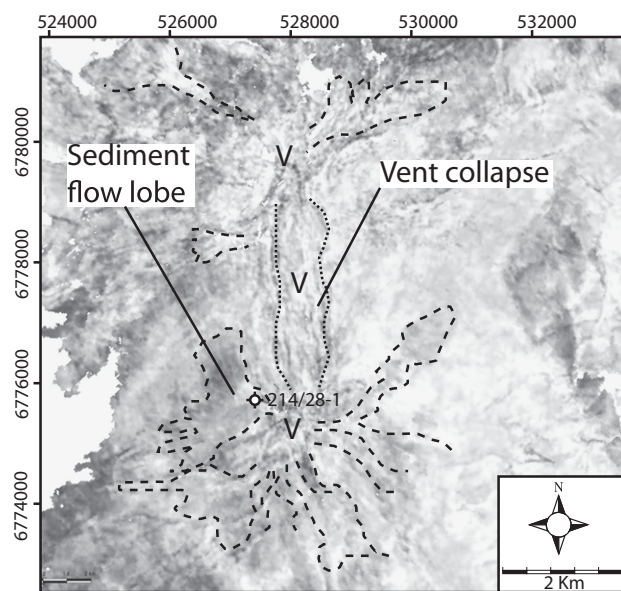 524000 526000 528000 530000 532000
6780000
6778000
6776000
6774000
Sediment
flow lobe
Vent collapse
V
V
214/28-1
V
N
2 Km